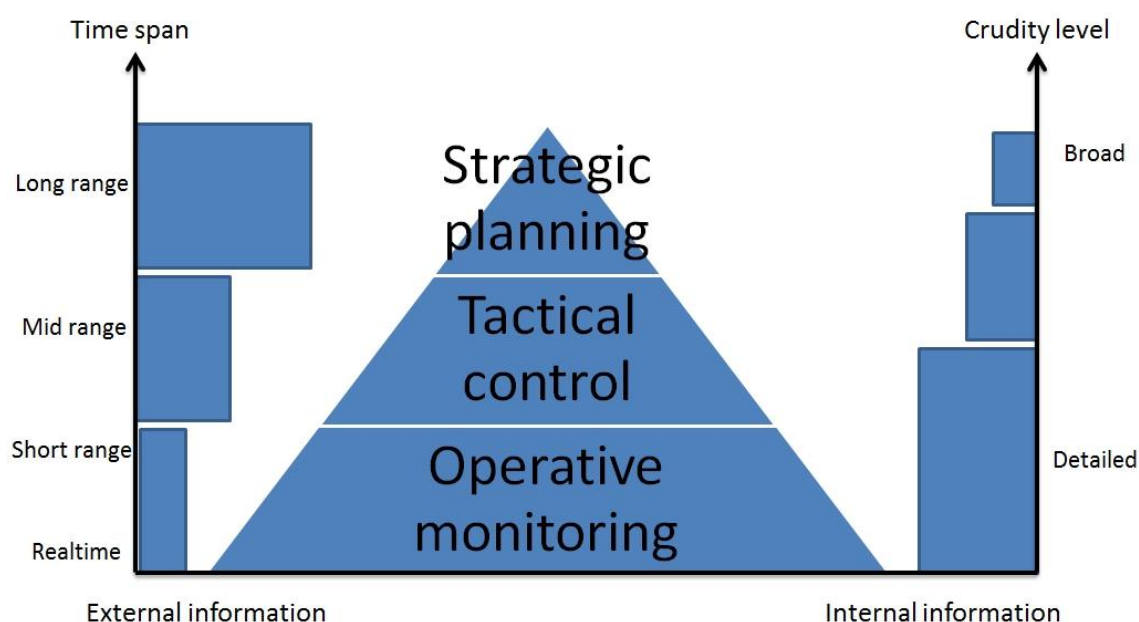 Time span
Crudity level
Long range
Broad
Strategic
planning
Mid range
Tactical
control
Short range
Detailed
Operative
monitoring
Realtime
External information
Internal information